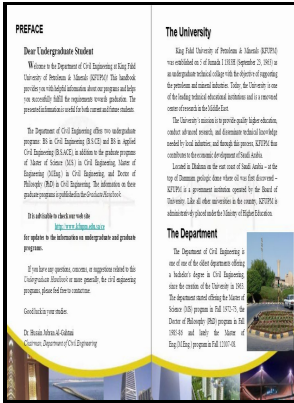 PREFACE
Dear Undergraduate Student
Welcome to the Department of Civil Engineering at King Fahd
University of Petroleum & Minerals (KFUPM)! This handbook
provides you with helpful information about our programs and helps
you successfully fulfill the requirements towards graduation. The
presented information is useful for both current and future students.
The Department of Civil Engineering offers two undergraduate
programs: BS in Civil Engineering (B.S.CE) and BS in Applied
Civil Engineering (B.S.ACE), in addition to the graduate programs
of Master of Science (M.S.) in Civil Engineering, Master of
Engineering (M.Eng.) in Civil Engineering, and Doctor of
Philosophy (PhD) in Civil Engineering. The information on these
graduate programs is published in the Graduate Handbook.
It is advisable to check our web site
http://www.kfupm.edu.sa/ce
for updates to the information on undergraduate and graduate
programs.
If you have any questions, concerns, or suggestions related to this
Undergraduate Handbook or more generally, the civil engineering
programs, please feel free to contact me.
Good luck in your studies.
Dr. Husain Jubran Al-Gahtani
Chairman, Department of Civil Engineering
The University
King Fahd University of Petroleum & Minerals (KFUPM)
was established on 5 of Jumada I 1383H (September 23, 1963) as
an undergraduate technical college with the objective of supporting
the petroleum and mineral industries. Today, the University is one
of the leading technical educational institutions and is a renowned
center of research in the Middle East.
The University's mission is to provide quality higher education,
conduct advanced research, and disseminate technical knowledge
needed by local industries, and through this process, KFUPM thus
contributes to the economic development of Saudi Arabia.
Located in Dhahran on the east coast of Saudi Arabia – at the
top of Dammam geologic dome where oil was first discovered –
KFUPM is a government institution operated by the Board of
University. Like all other universities in the country, KFUPM is
administratively placed under the Ministry of Higher Education.
The Department
The Department of Civil Engineering is
one of one of the oldest departments offering
a bachelor's degree in Civil Engineering,
since the creation of the University in 1963.
The department started offering the Master of
Science (MS) program in Fall 1972-73, the
Doctor of Philosophy (PhD) program in Fall
1985-86 and lately the Master of
Eng.(M.Eng.) program in Fall 12007-08.